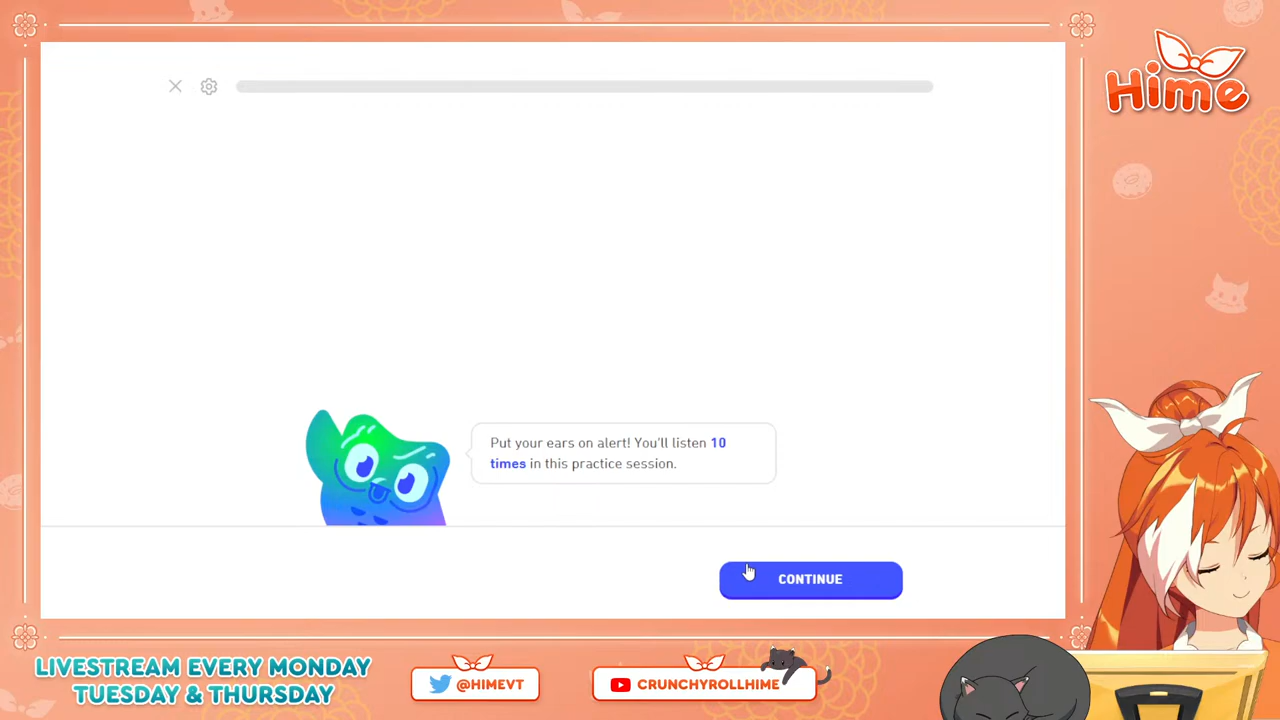 Hime
Put your ears on alert! You'll listen 10
times in this practice session.
CONTINUE
LIVESTREAM EVERY MONDAY
TUESDAY & THURSDAY
@HIMEVT
CRUNCHYROLLHIME